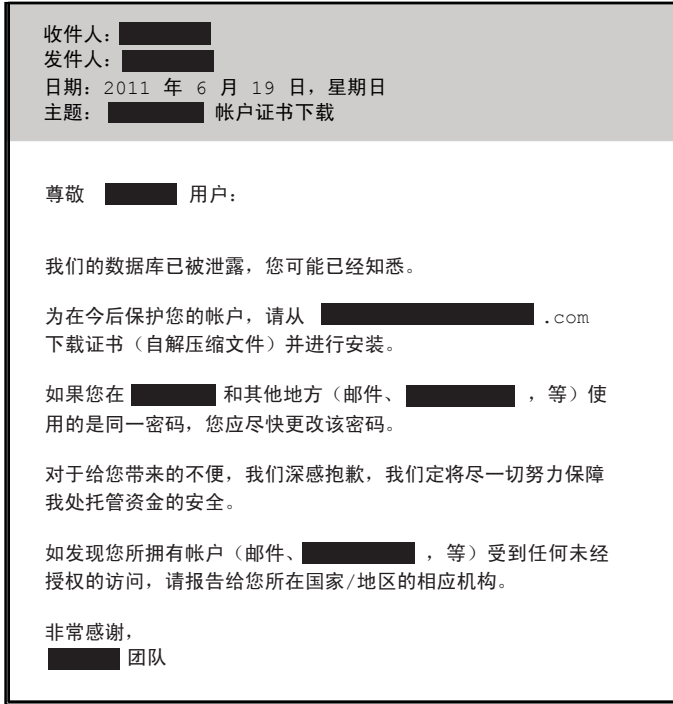 收件人:
发件人:
日期: 2011 年 6 月 19 日，星期日
主题: 帐户证书下载
尊敬 用户:
我们的数据库已被泄露，您可能已经知悉。
为在今后保护您的帐户，请从 .com
下载证书（自解压缩文件）并进行安装。
如果您在 和其他地方（邮件、 ，等）使
用的是同一密码，您应尽快更改该密码。
对于给您带来的不便，我们深感抱歉，我们定将尽一切努力保障
我处托管资金的安全。
如发现您所拥有帐户（邮件、 ，等）受到任何未经
授权的访问，请报告给您所在国家/地区的相应机构。
非常感谢，
团队